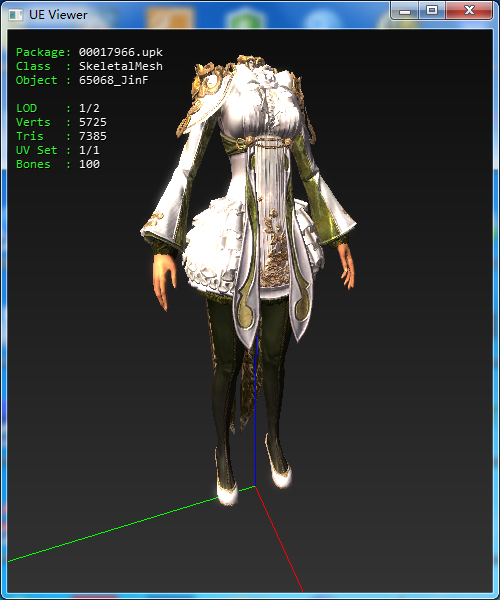 UE Viewer
Package: 00017966.upk
Class : SkeletalMesh
Object : 65068_JinF
LOD : 1/2
Verts : 5725
Tris : 7385
UV Set : 1/1
Bones : 100